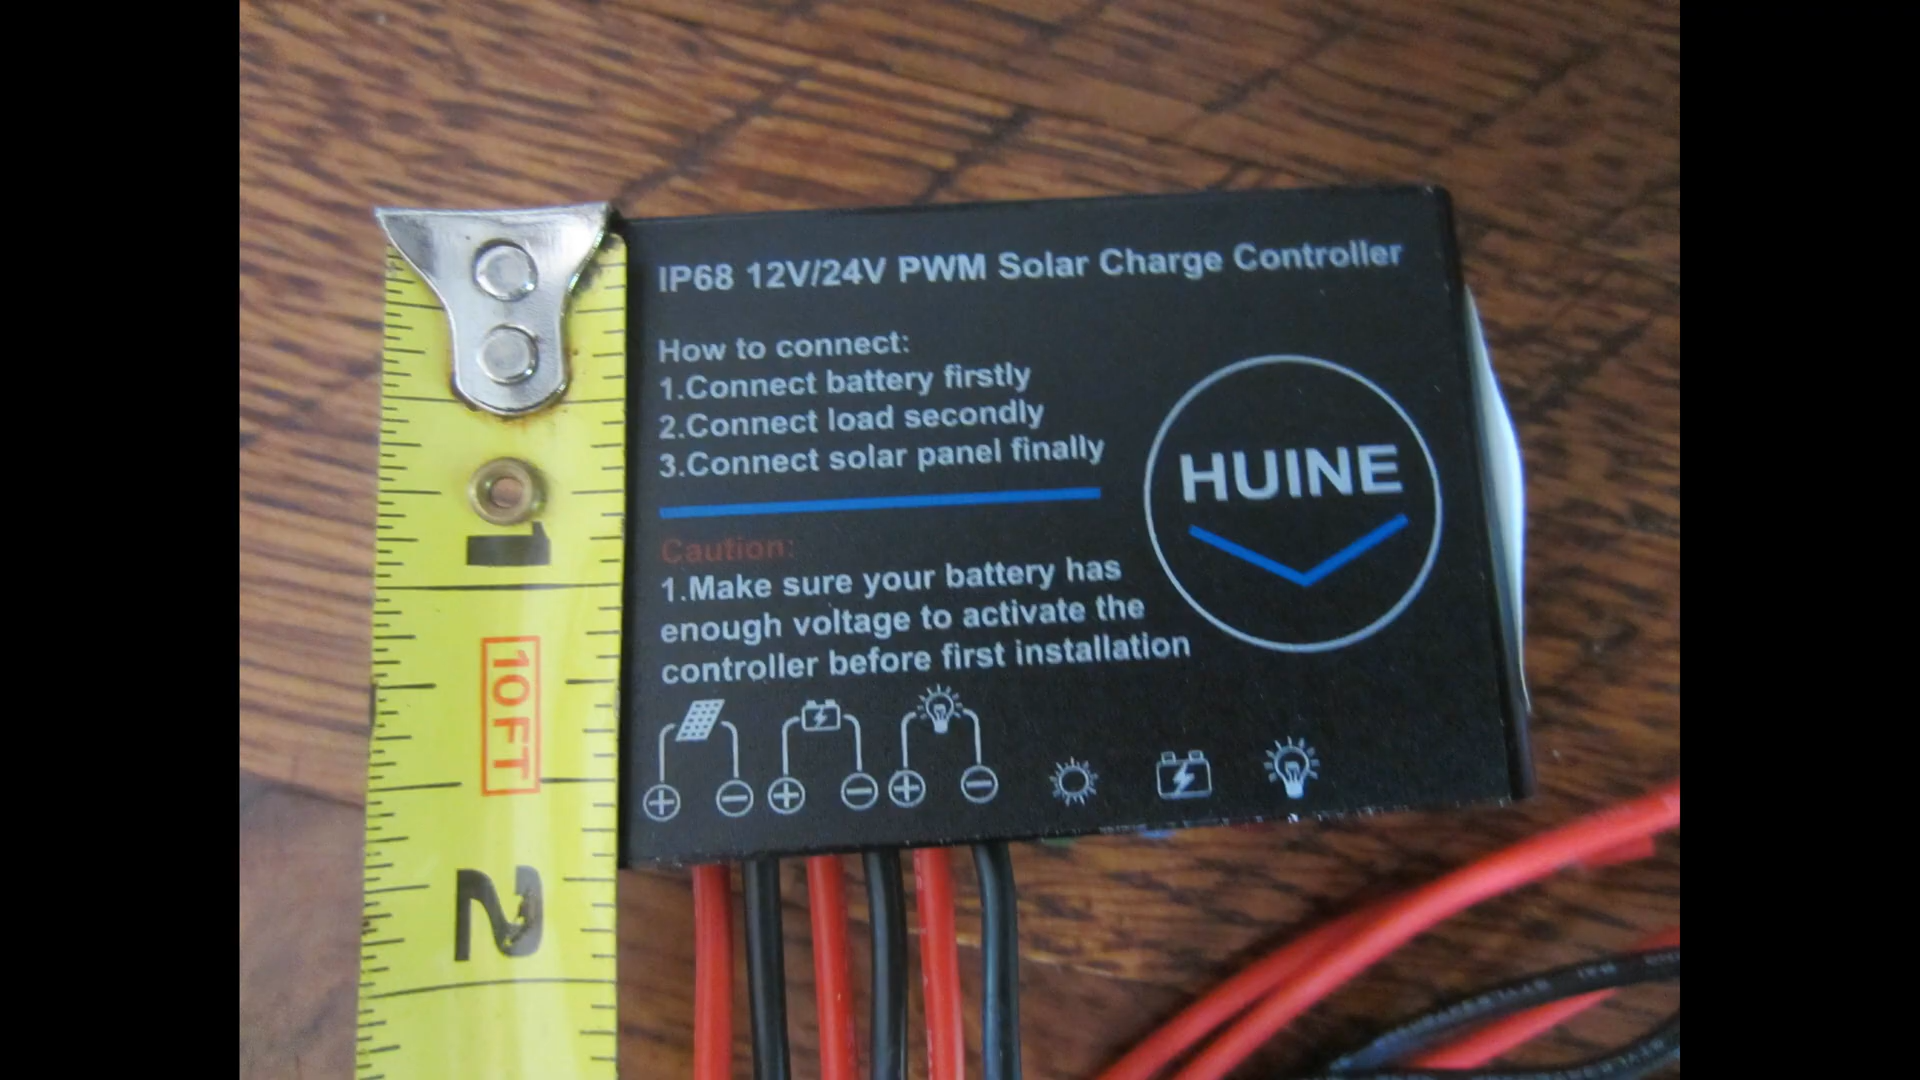 IP68 12V/24V PWM Solar Charge Controller
How to connect:
1.Connect battery firstly
2.Connect load secondly
3.Connect solar panel finally
HUINE
Caution:
1.Make sure your battery has
enough voltage to activate the
controller before first installation
1
10FT
2